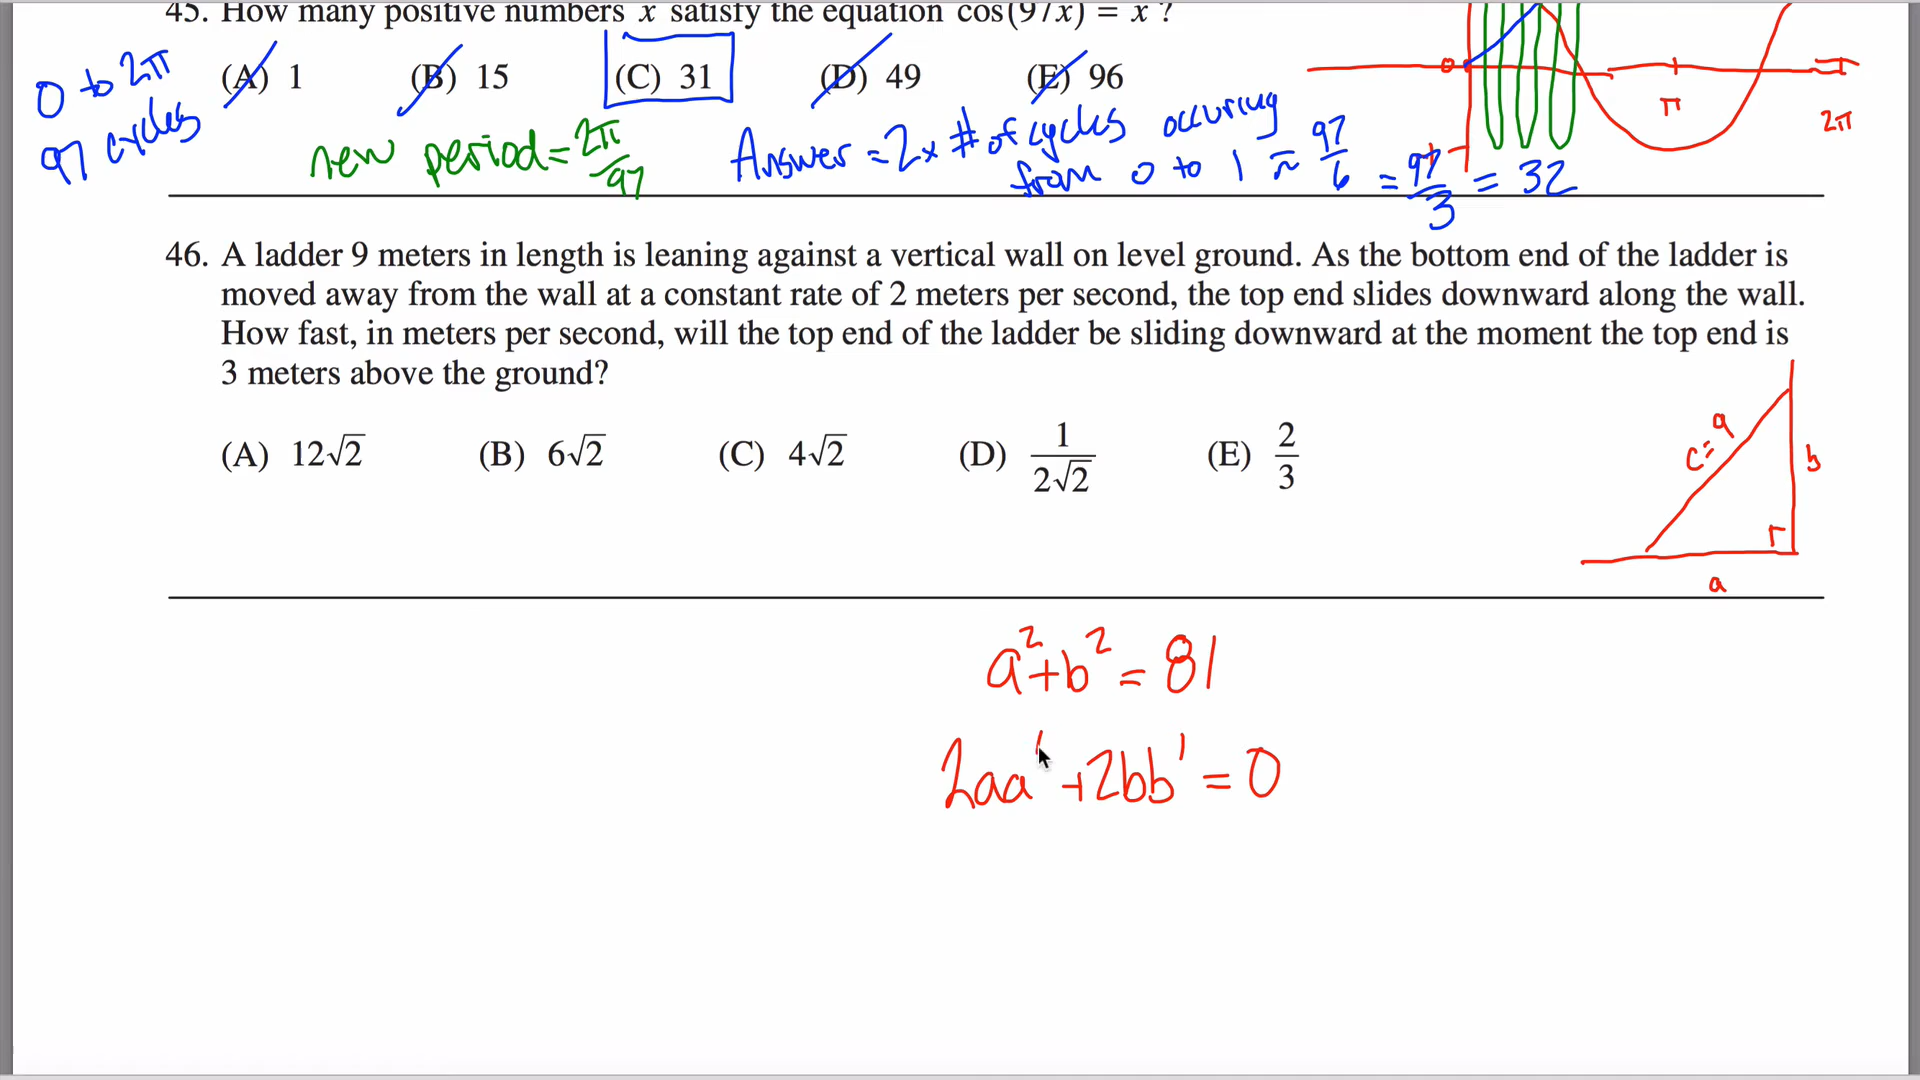 45. How many positive numbers x satisfy the equation cos(97x) = x ?
0 to 2π
97 cycles
(A) 1 (B) 15 (C) 31 (D) 49 (E) 96
new period = 2π/97
Answer = 2 x # of cycles occuring
from 0 to 1 ≈ 97/6 = 97/3 = 32
0 π 2π
46. A ladder 9 meters in length is leaning against a vertical wall on level ground. As the bottom end of the ladder is
moved away from the wall at a constant rate of 2 meters per second, the top end slides downward along the wall.
How fast, in meters per second, will the top end of the ladder be sliding downward at the moment the top end is
3 meters above the ground?
(A) 12√2 (B) 6√2 (C) 4√2 (D) 1/(2√2) (E) 2/3
c=9
b
a
a²+b² = 81
2aa' +2bb' = 0